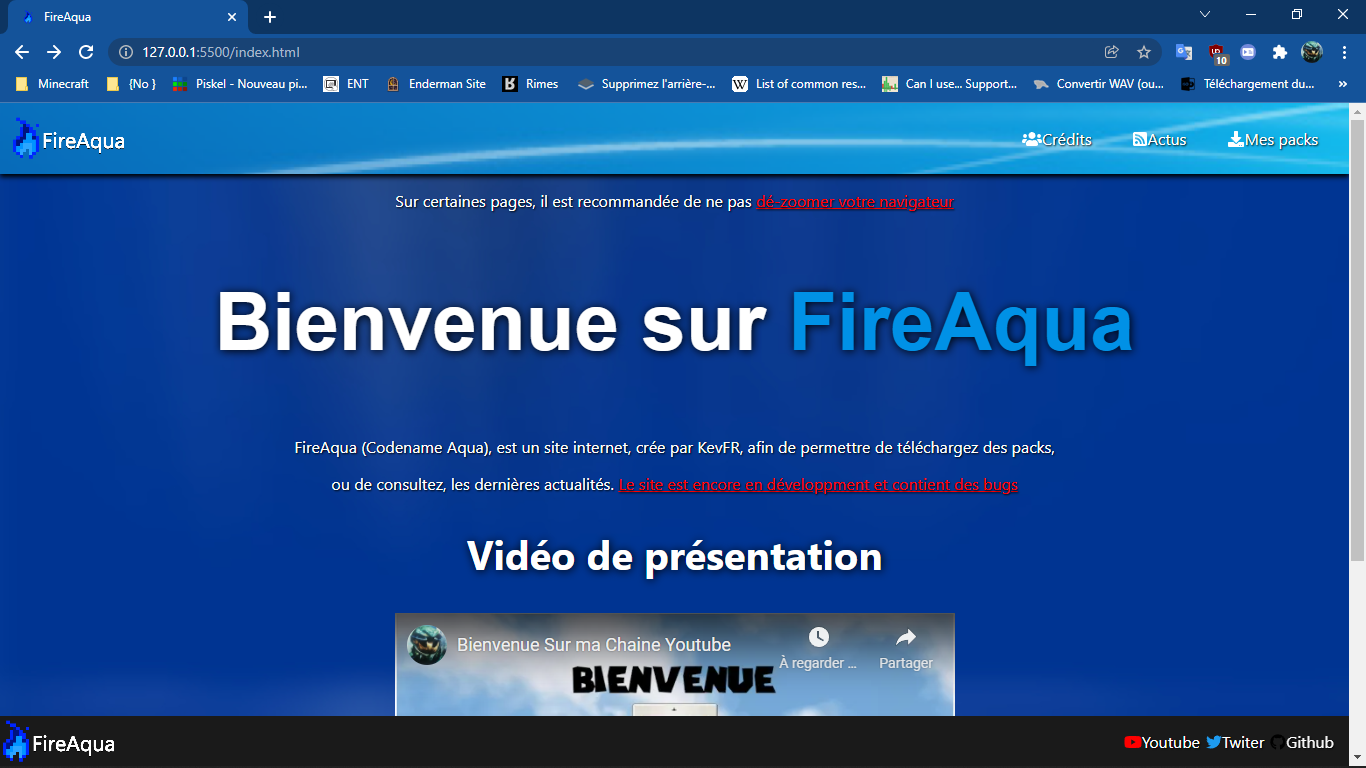 FireAqua
127.0.0.1:5500/index.html
10
Minecraft
{No }
Piskel - Nouveau pi...
ENT
Enderman Site
Rimes
Supprimez l'arrière-...
W
List of common res...
Can I use... Support...
Convertir WAV (ou...
Téléchargement du...
»
FireAqua
Crédits
Actus
Mes packs
Sur certaines pages, il est recommandée de ne pas dé-zoomer votre navigateur
Bienvenue sur FireAqua
FireAqua (Codename Aqua), est un site internet, crée par KevFR, afin de permettre de téléchargez des packs,
ou de consultez, les dernières actualités. Le site est encore en développment et contient des bugs
Vidéo de présentation
Bienvenue Sur ma Chaine Youtube
À regarder ...
Partager
BIENVENUE
FireAqua
Youtube
Twiter
Github